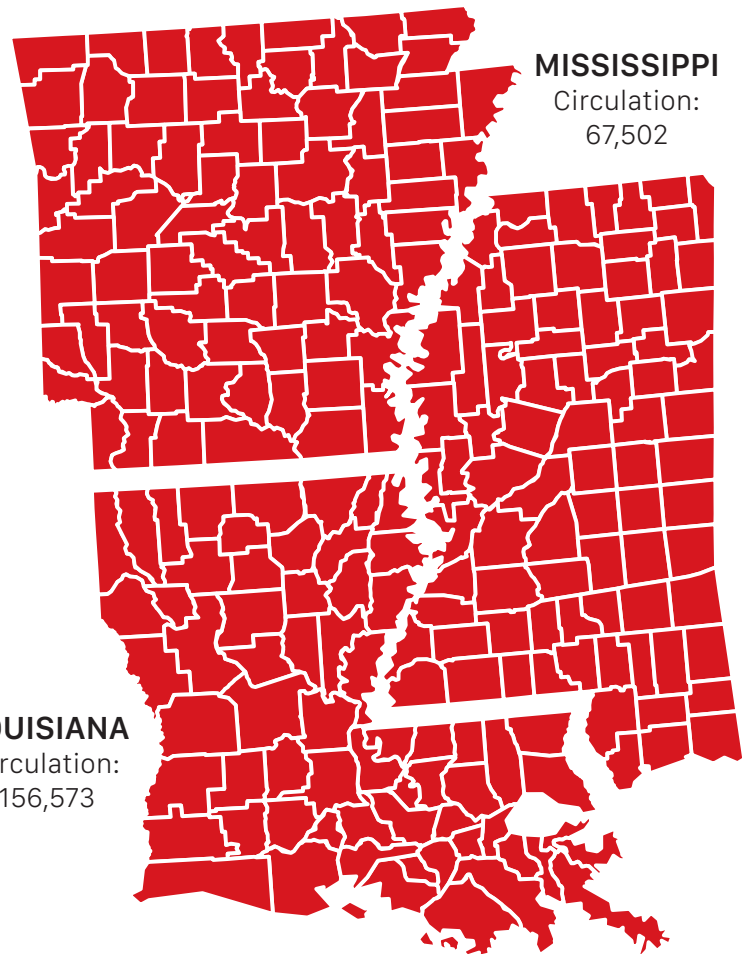 MISSISSIPPI
Circulation:
67,502
OUISIANA
rculation:
156,573